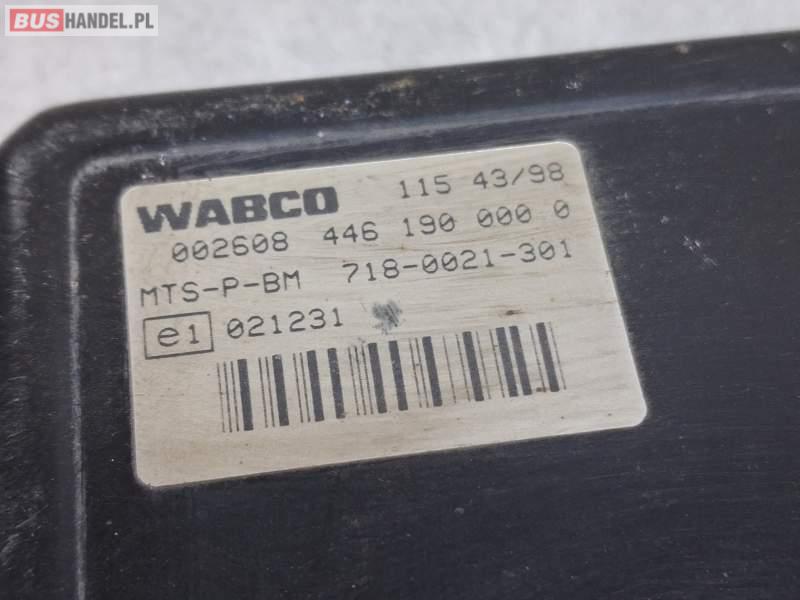 BUSHANDEL.PL
WABCO 115 43/98
002608 446 190 000 0
MTS-P-BM 718-0021-301
e1 021231